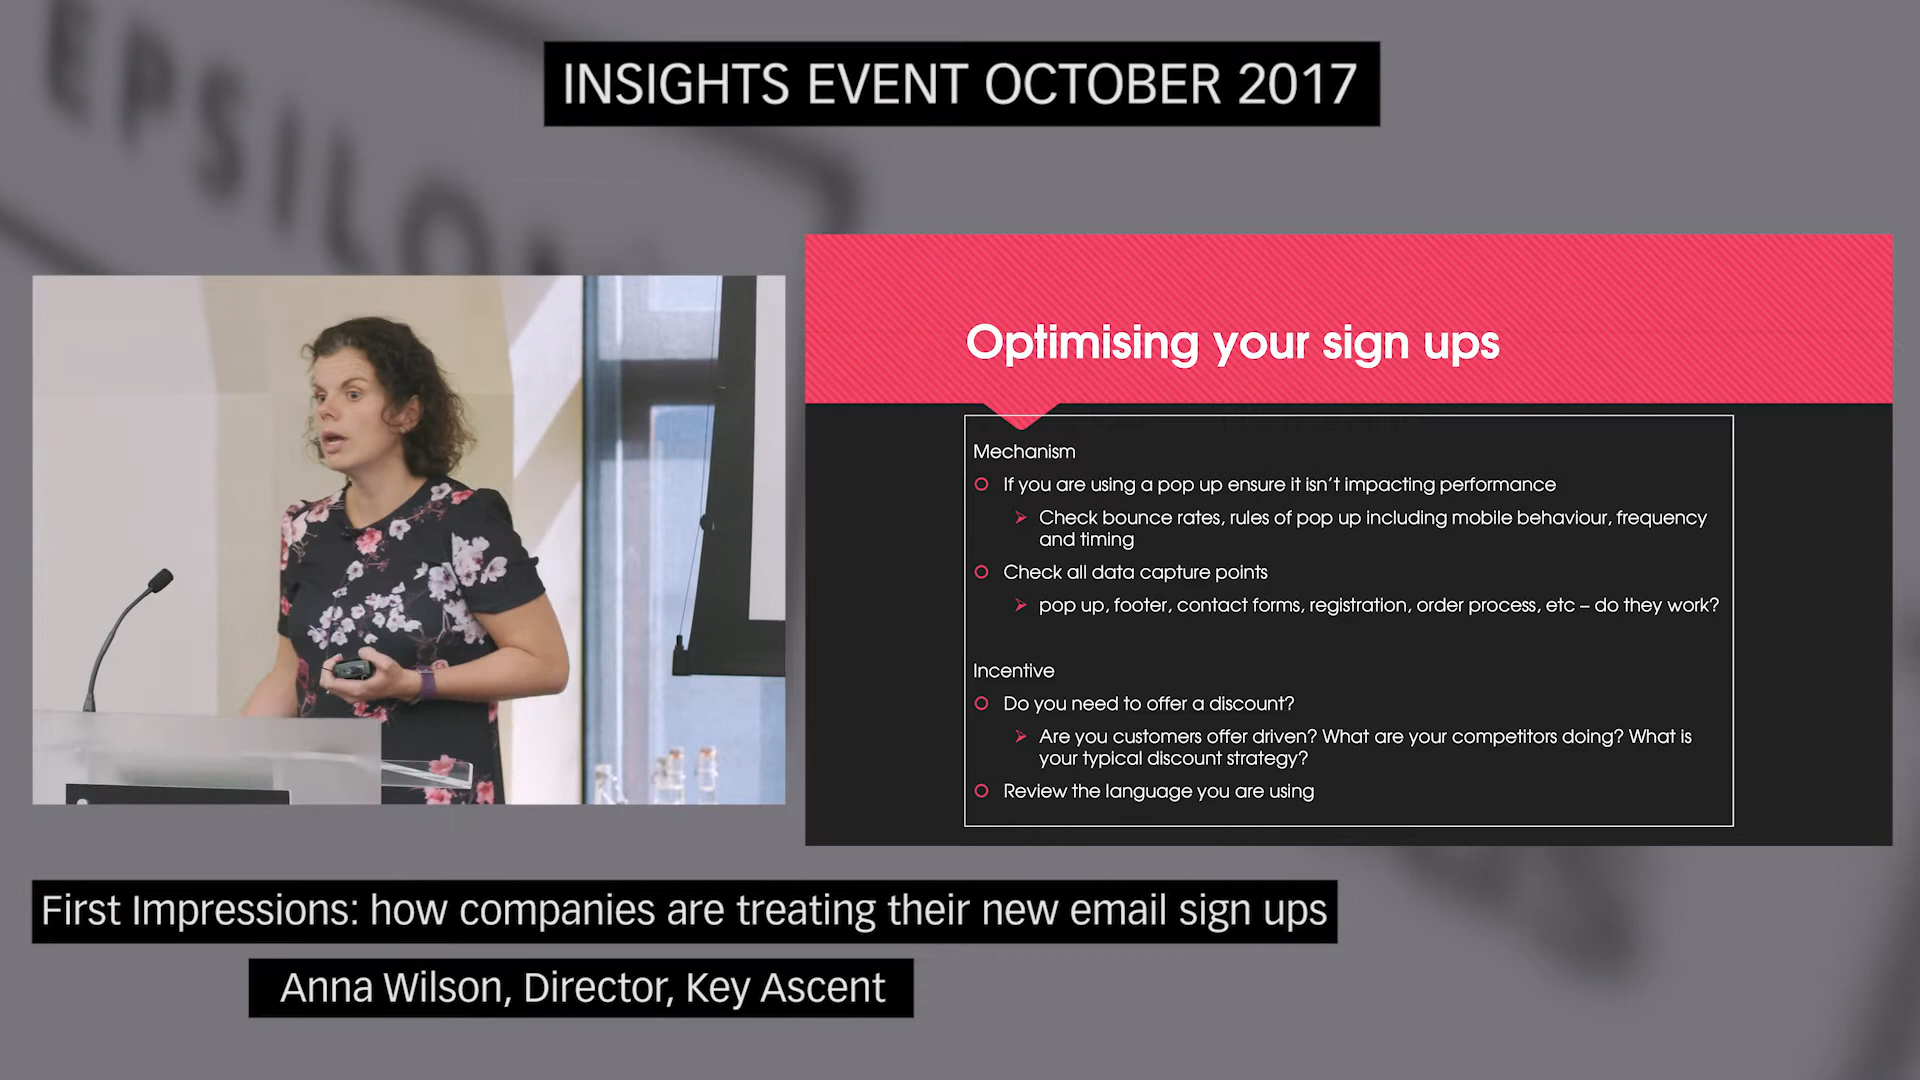 EPSILON
INSIGHTS EVENT OCTOBER 2017
Optimising your sign ups
Mechanism
If you are using a pop up ensure it isn't impacting performance
Check bounce rates, rules of pop up including mobile behaviour, frequency
and timing
Check all data capture points
pop up, footer, contact forms, registration, order process, etc – do they work?
Incentive
Do you need to offer a discount?
Are you customers offer driven? What are your competitors doing? What is
your typical discount strategy?
Review the language you are using
First Impressions: how companies are treating their new email sign ups
Anna Wilson, Director, Key Ascent